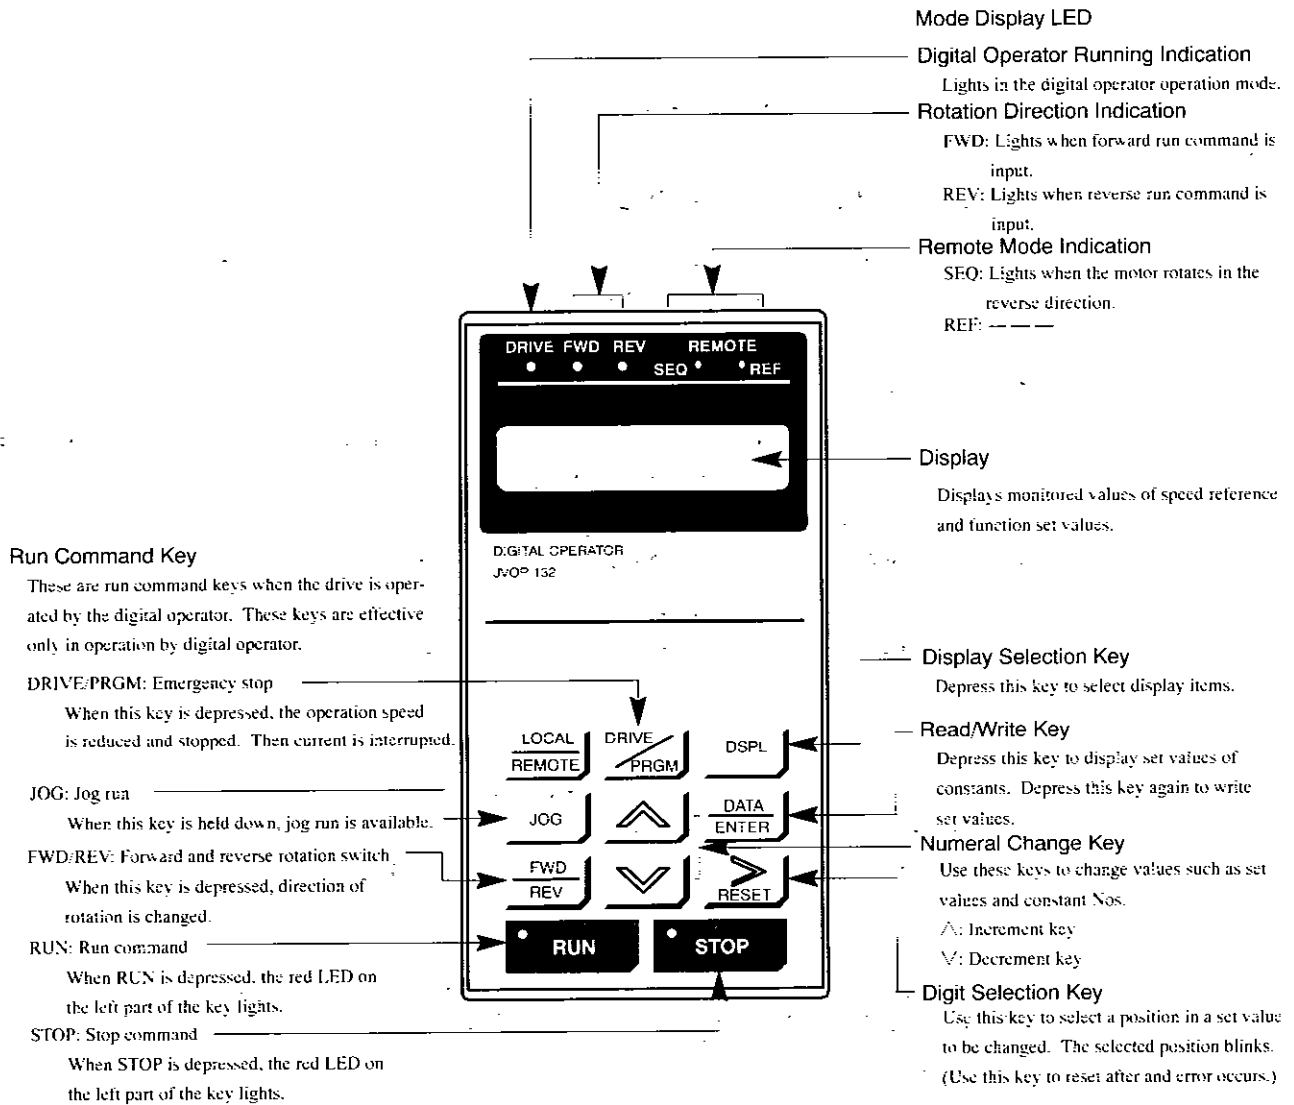 Mode Display LED
Digital Operator Running Indication
Lights in the digital operator operation mode.
Rotation Direction Indication
FWD: Lights when forward run command is
input.
REV: Lights when reverse run command is
input.
Remote Mode Indication
SEQ: Lights when the motor rotates in the
reverse direction.
REF: — — —
DRIVE FWD REV REMOTE
SEQ REF
Display
Displays monitored values of speed reference
and function set values.
DIGITAL OPERATOR
JVOP 132
Run Command Key
These are run command keys when the drive is oper-
ated by the digital operator. These keys are effective
only in operation by digital operator.
DRIVE/PRGM: Emergency stop
When this key is depressed, the operation speed
is reduced and stopped. Then current is interrupted.
JOG: Jog run
When this key is held down, jog run is available.
FWD/REV: Forward and reverse rotation switch
When this key is depressed, direction of
rotation is changed.
RUN: Run command
When RUN is depressed, the red LED on
the left part of the key lights.
STOP: Stop command
When STOP is depressed, the red LED on
the left part of the key lights.
LOCAL
REMOTE
DRIVE
PRGM
DSPL
JOG
DATA
ENTER
FWD
REV
RESET
RUN
STOP
Display Selection Key
Depress this key to select display items.
Read/Write Key
Depress this key to display set values of
constants. Depress this key again to write
set values.
Numeral Change Key
Use these keys to change values such as set
values and constant Nos.
∧: Increment key
∨: Decrement key
Digit Selection Key
Use this key to select a position in a set value
to be changed. The selected position blinks.
(Use this key to reset after and error occurs.)